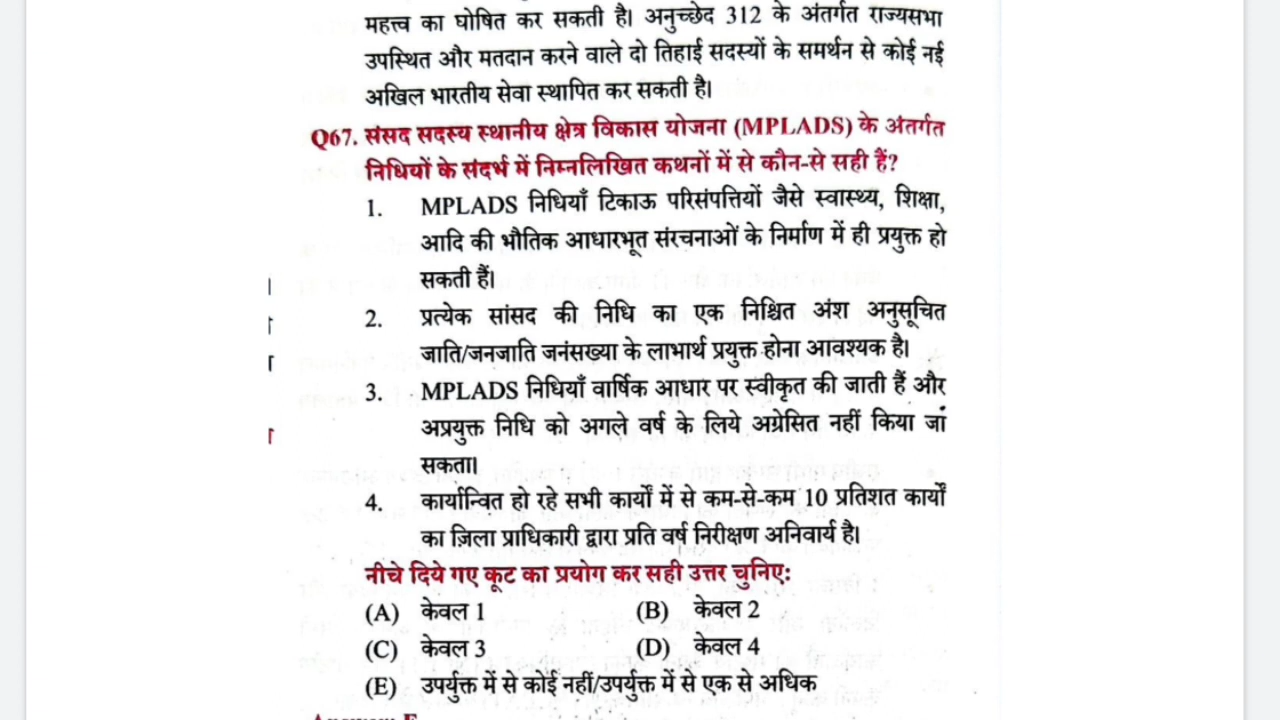 महत्त्व का घोषित कर सकती है। अनुच्छेद 312 के अंतर्गत राज्यसभा
उपस्थित और मतदान करने वाले दो तिहाई सदस्यों के समर्थन से कोई नई
अखिल भारतीय सेवा स्थापित कर सकती है।
Q67. संसद सदस्य स्थानीय क्षेत्र विकास योजना (MPLADS) के अंतर्गत
निधियों के संदर्भ में निम्नलिखित कथनों में से कौन-से सही हैं?
1. MPLADS निधियाँ टिकाऊ परिसंपत्तियों जैसे स्वास्थ्य, शिक्षा,
आदि की भौतिक आधारभूत संरचनाओं के निर्माण में ही प्रयुक्त हो
सकती हैं।
2. प्रत्येक सांसद की निधि का एक निश्चित अंश अनुसूचित
जाति/जनजाति जनंसख्या के लाभार्थ प्रयुक्त होना आवश्यक है।
3. MPLADS निधियाँ वार्षिक आधार पर स्वीकृत की जाती हैं और
अप्रयुक्त निधि को अगले वर्ष के लिये अग्रेसित नहीं किया जा
सकता।
4. कार्यान्वित हो रहे सभी कार्यों में से कम-से-कम 10 प्रतिशत कार्यों
का ज़िला प्राधिकारी द्वारा प्रति वर्ष निरीक्षण अनिवार्य है।
नीचे दिये गए कूट का प्रयोग कर सही उत्तर चुनिए:
(A) केवल 1 (B) केवल 2
(C) केवल 3 (D) केवल 4
(E) उपर्युक्त में से कोई नहीं/उपर्युक्त में से एक से अधिक